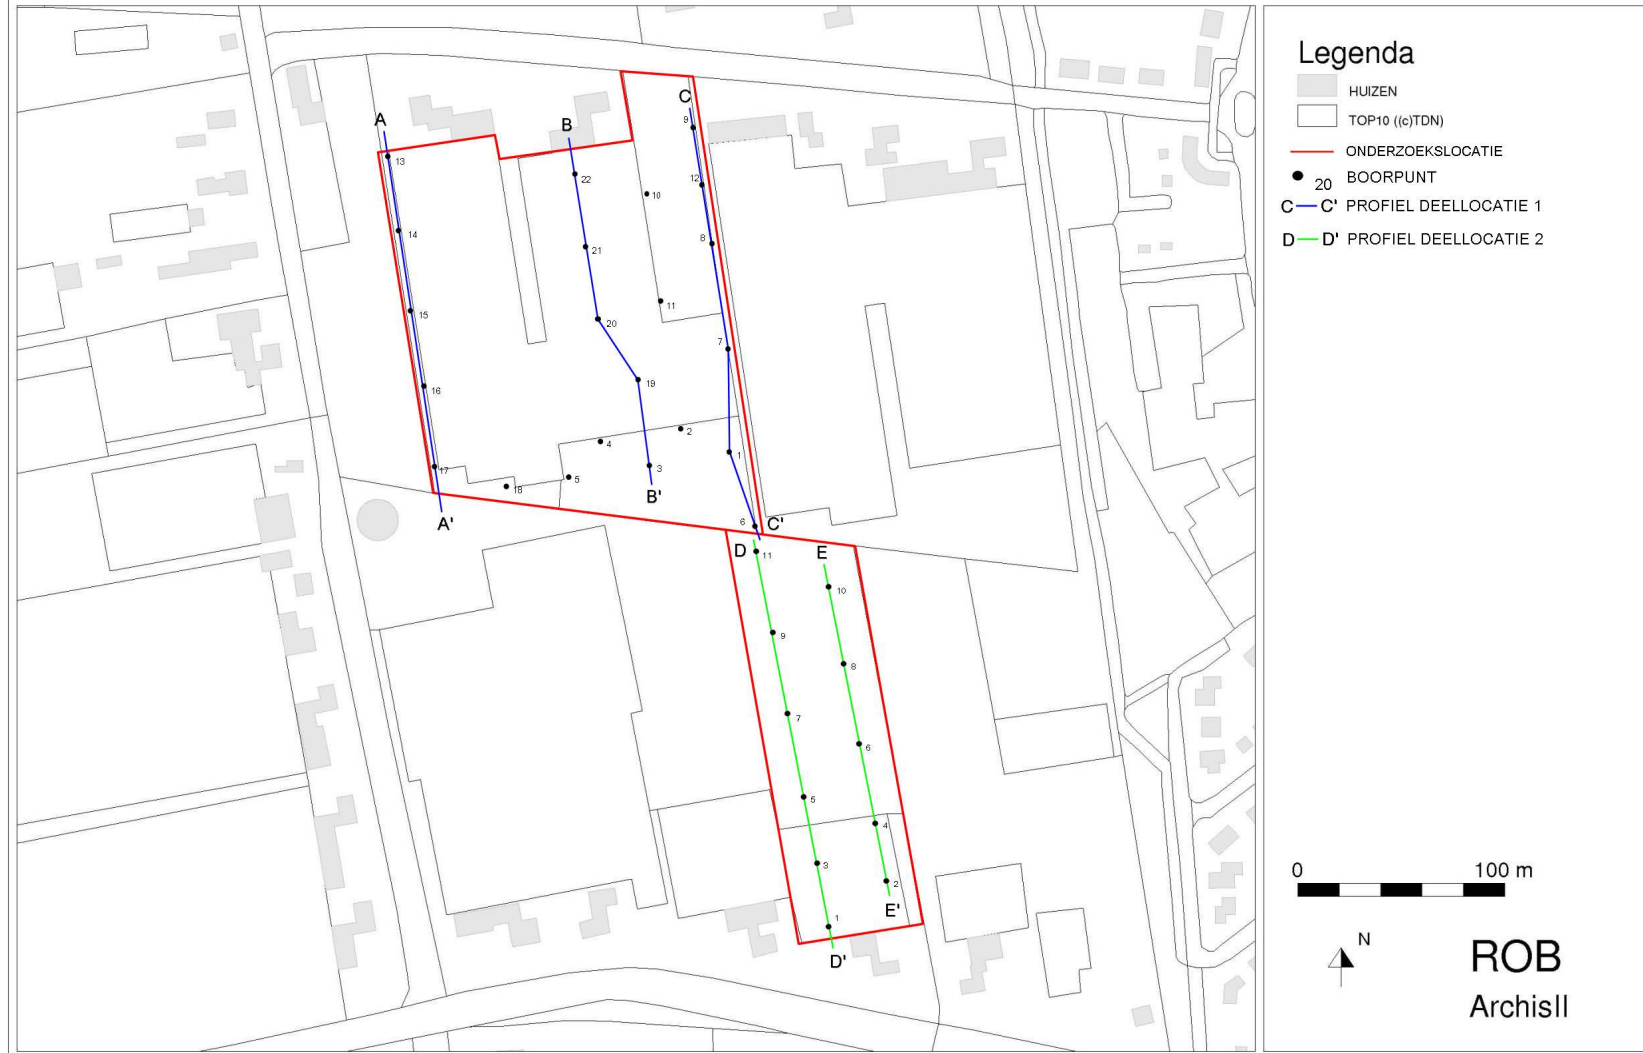 A
B
C
9
13
22
12
10
14
8
21
11
15
20
7
19
16
2
4
1
3
17
5
18
B'
A'
6
C'
D
11
E
10
9
8
7
6
5
4
3
2
E'
1
D'
Legenda
HUIZEN
TOP10 ((c)TDN)
ONDERZOEKSLOCATIE
20 BOORPUNT
C C' PROFIEL DEELLOCATIE 1
D D' PROFIEL DEELLOCATIE 2
0 100 m
N
ROB
ArchisII